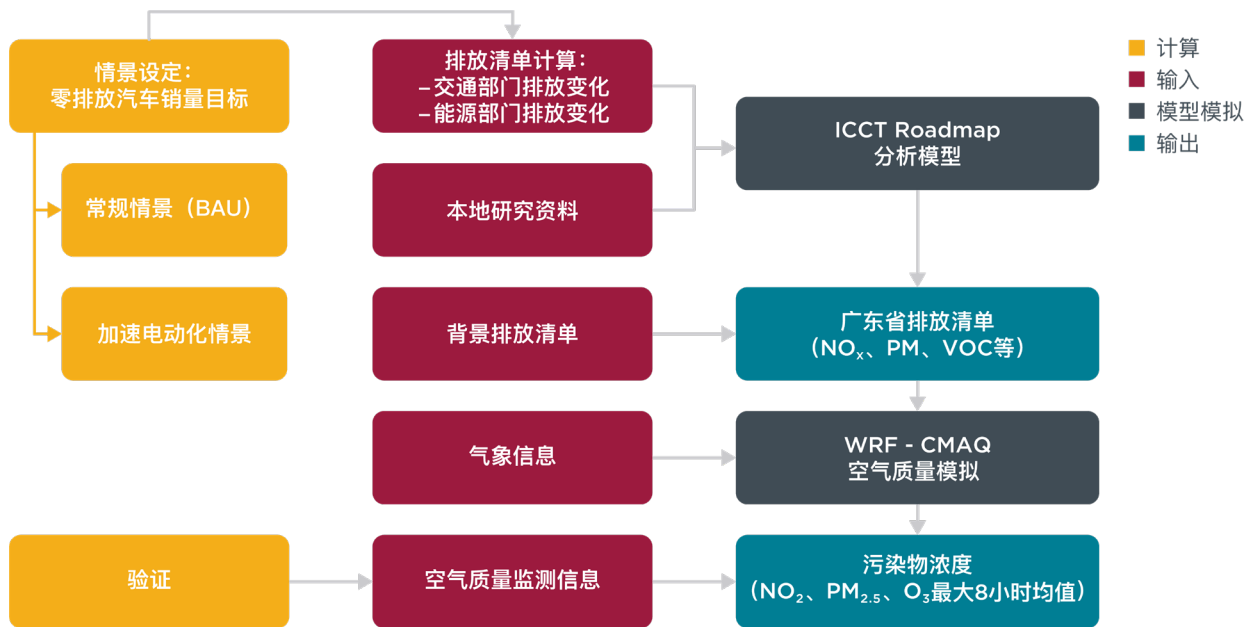 情景设定：
零排放汽车销量目标
排放清单计算：
–交通部门排放变化
–能源部门排放变化
计算
输入
模型模拟
输出
ICCT Roadmap
分析模型
常规情景（BAU）
本地研究资料
加速电动化情景
背景排放清单
广东省排放清单
（NOₓ、PM、VOC等）
气象信息
WRF - CMAQ
空气质量模拟
验证
空气质量监测信息
污染物浓度
（NO₂、PM₂.₅、O₃最大8小时均值）